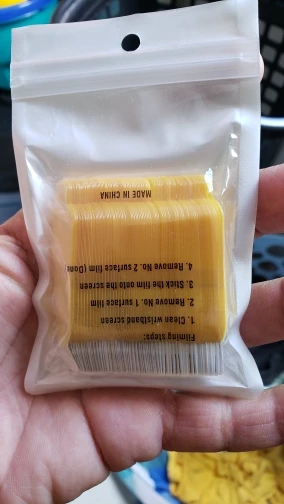 Filming steps:
1. Clean wristband screen
2. Remove No. 1 surface film
3. Stick the film onto the screen
4. Remove No. 2 surface film (Done
MADE IN CHINA